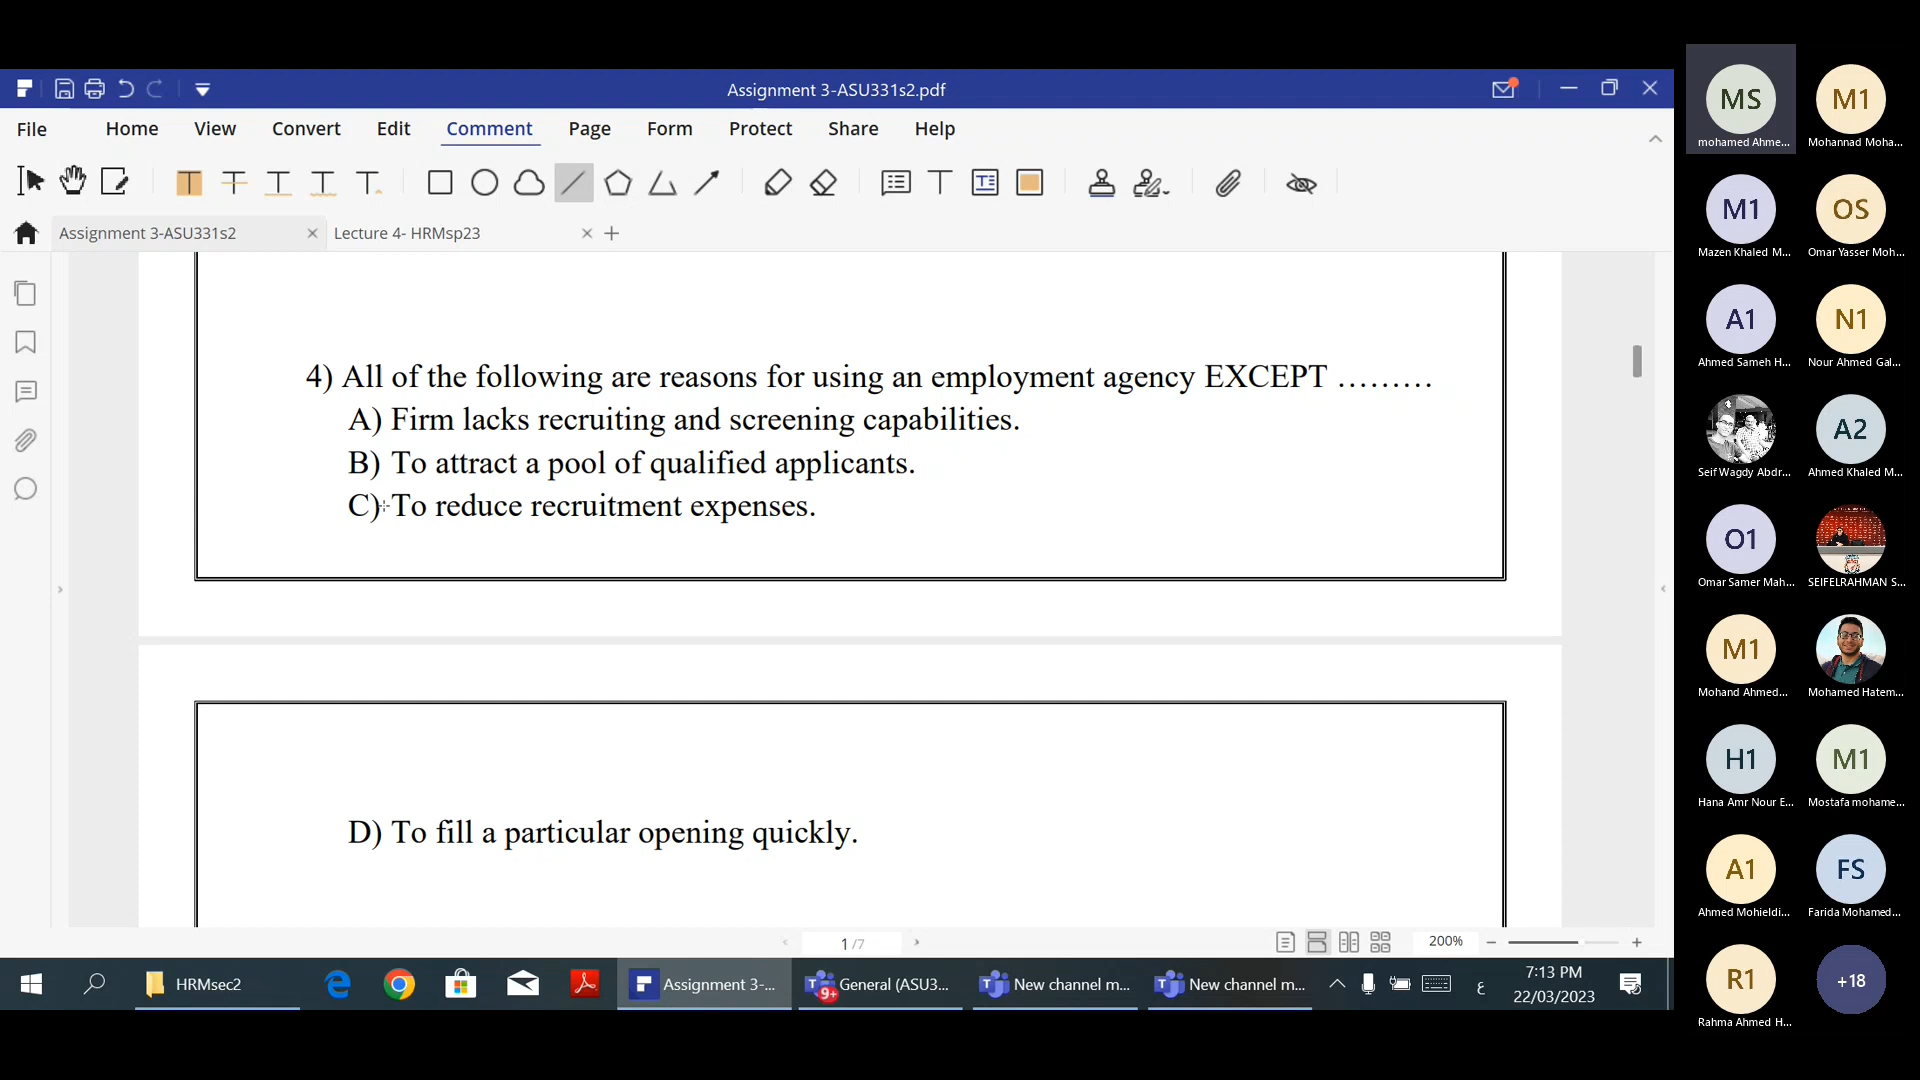 Assignment 3-ASU331s2.pdf
File Home View Convert Edit Comment Page Form Protect Share Help
Assignment 3-ASU331s2
Lecture 4- HRMsp23
4) All of the following are reasons for using an employment agency EXCEPT ………
A) Firm lacks recruiting and screening capabilities.
B) To attract a pool of qualified applicants.
C) To reduce recruitment expenses.
D) To fill a particular opening quickly.
1 /7
200%
HRMsec2
Assignment 3-...
9+
General (ASU3...
New channel m...
New channel m...
ع
7:13 PM
22/03/2023
MS M1
mohamed Ahme... Mohannad Moha...
M1 OS
Mazen Khaled M... Omar Yasser Moh...
A1 N1
Ahmed Sameh H... Nour Ahmed Gal...
A2
Seif Wagdy Abdr... Ahmed Khaled M...
O1
Omar Samer Mah... SEIFELRAHMAN S...
M1
Mohand Ahmed... Mohamed Hatem...
H1 M1
Hana Amr Nour E... Mostafa mohame...
A1 FS
Ahmed Mohieldi... Farida Mohamed...
R1 +18
Rahma Ahmed H...